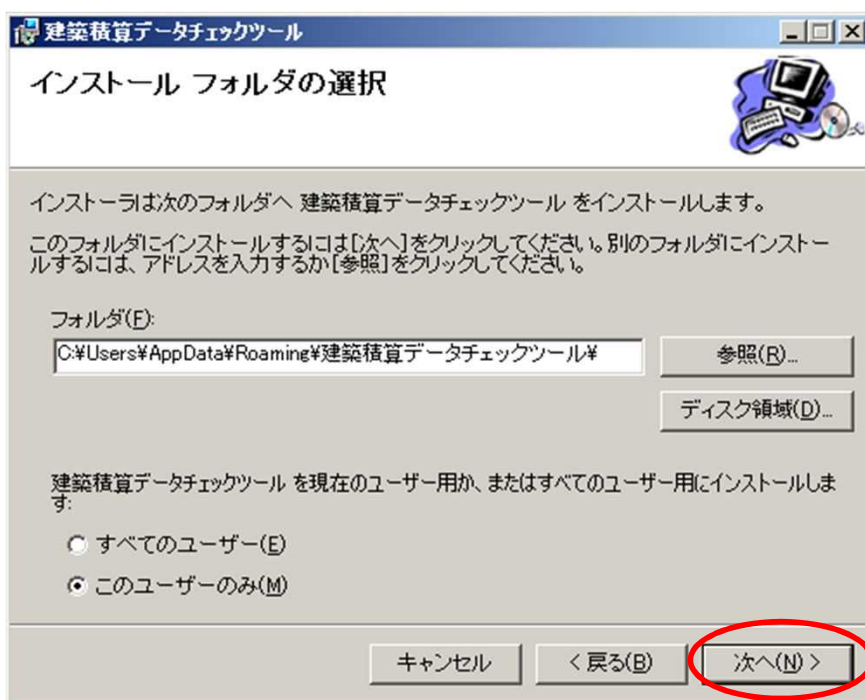 建築積算データチェックツール
インストール フォルダの選択
インストーラは次のフォルダへ 建築積算データチェックツール をインストールします。
このフォルダにインストールするには[次へ]をクリックしてください。別のフォルダにインストー
ルするには、アドレスを入力するか[参照]をクリックしてください。
フォルダ(F):
C:¥Users¥AppData¥Roaming¥建築積算データチェックツール¥
参照(R)...
ディスク領域(D)...
建築積算データチェックツール を現在のユーザー用か、またはすべてのユーザー用にインストールしま
す:
すべてのユーザー(E)
このユーザーのみ(M)
キャンセル
< 戻る(B)
次へ(N) >